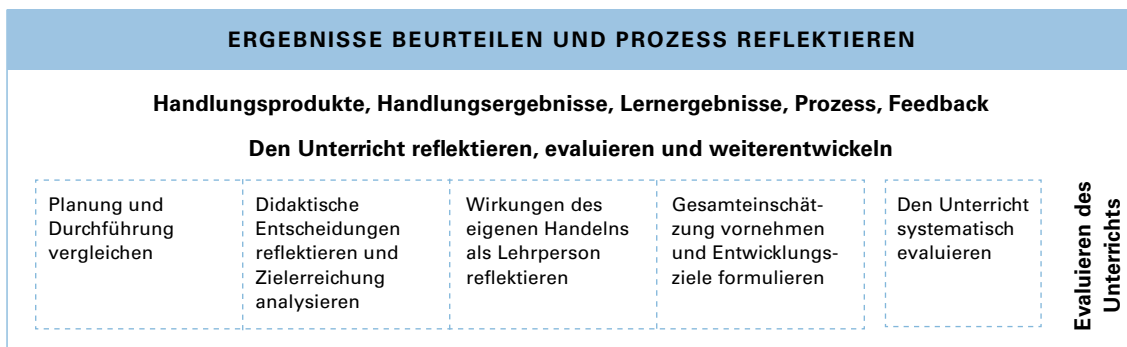 ERGEBNISSE BEURTEILEN UND PROZESS REFLEKTIEREN
Handlungsprodukte, Handlungsergebnisse, Lernergebnisse, Prozess, Feedback
Den Unterricht reflektieren, evaluieren und weiterentwickeln
Planung und
Durchführung
vergleichen
Didaktische
Entscheidungen
reflektieren und
Zielerreichung
analysieren
Wirkungen des
eigenen Handelns
als Lehrperson
reflektieren
Gesamteinschät-
zung vornehmen
und Entwicklungs-
ziele formulieren
Den Unterricht
systematisch
evaluieren
Evaluieren des
Unterrichts